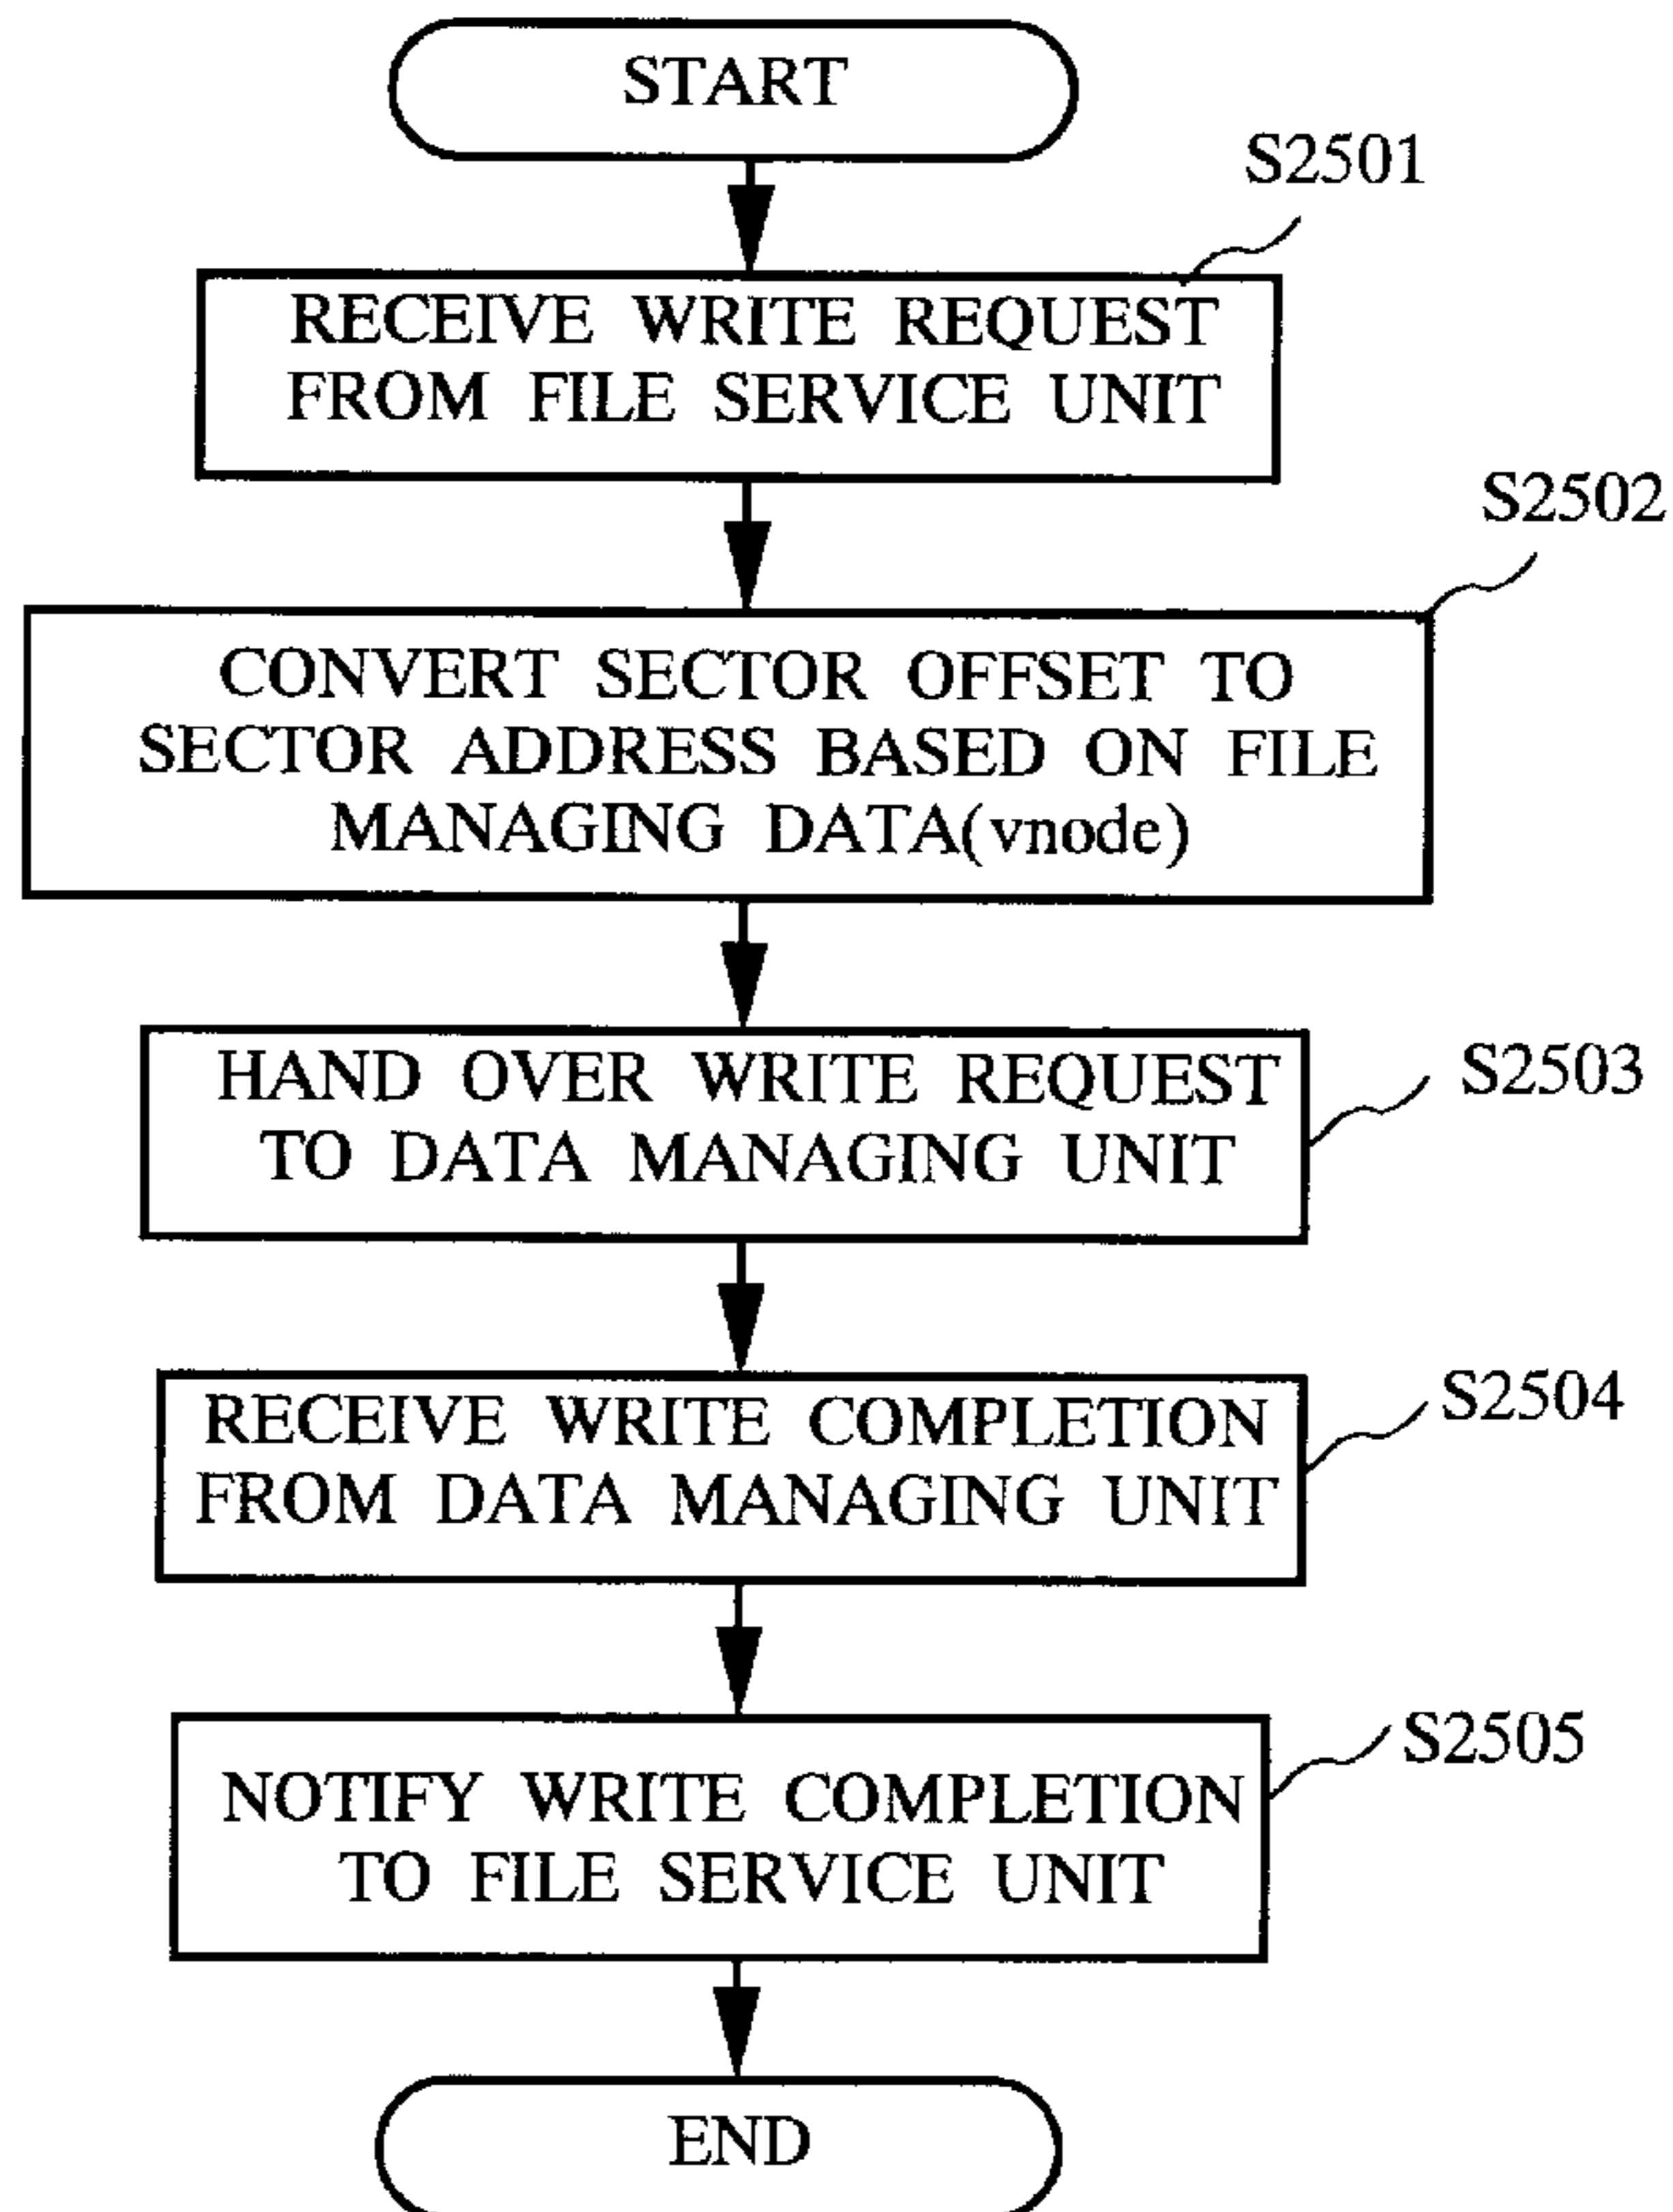 START
S2501
RECEIVE WRITE REQUEST
FROM FILE SERVICE UNIT
S2502
CONVERT SECTOR OFFSET TO
SECTOR ADDRESS BASED ON FILE
MANAGING DATA(vnode)
HAND OVER WRITE REQUEST
TO DATA MANAGING UNIT
S2503
RECEIVE WRITE COMPLETION
FROM DATA MANAGING UNIT
S2504
NOTIFY WRITE COMPLETION
TO FILE SERVICE UNIT
S2505
END